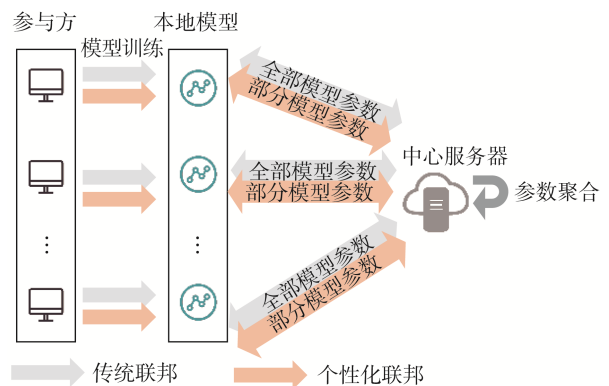 参与方
本地模型
模型训练
全部模型参数
部分模型参数
中心服务器
全部模型参数
部分模型参数
参数聚合
⋮
⋮
全部模型参数
部分模型参数
传统联邦
个性化联邦